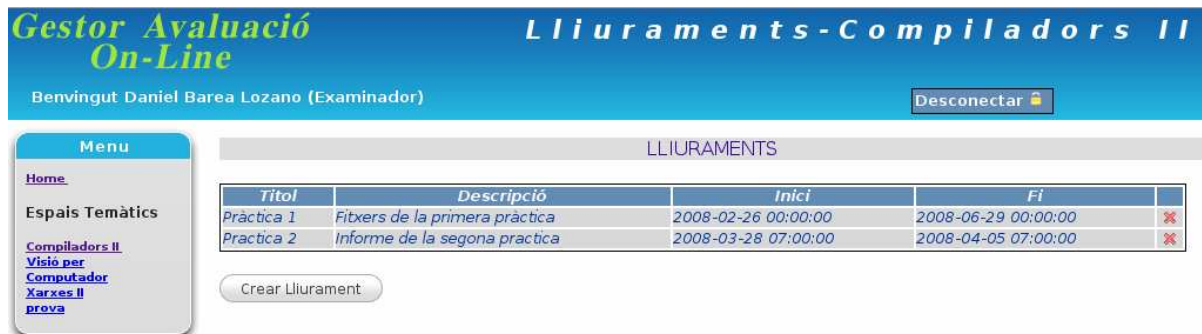 Gestor Avaluació
On-Line
Lliuraments-Compiladors II
Benvingut Daniel Barea Lozano (Examinador)
Desconectar
Menu
Home
Espais Temàtics
Compiladors II
Visió per
Computador
Xarxes II
prova
LLIURAMENTS
Titol Descripció Inici Fi
Pràctica 1 Fitxers de la primera pràctica 2008-02-26 00:00:00 2008-06-29 00:00:00
Practica 2 Informe de la segona practica 2008-03-28 07:00:00 2008-04-05 07:00:00
Crear Lliurament